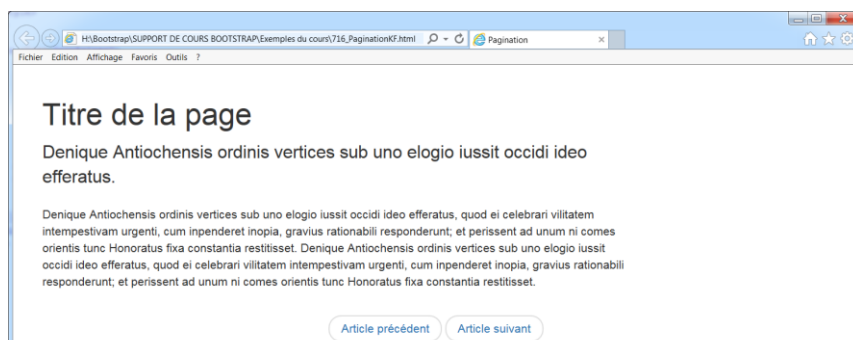 H:\Bootstrap\SUPPORT DE COURS BOOTSTRAP\Exemples du cours\716_PaginationKF.html Pagination
Fichier Edition Affichage Favoris Outils ?
Titre de la page
Denique Antiochensis ordinis vertices sub uno elogio iussit occidi ideo
efferatus.
Denique Antiochensis ordinis vertices sub uno elogio iussit occidi ideo efferatus, quod ei celebrari vilitatem
intempestivam urgenti, cum inpenderet inopia, gravius rationabili responderunt; et perissent ad unum ni comes
orientis tunc Honoratus fixa constantia restitisset. Denique Antiochensis ordinis vertices sub uno elogio iussit
occidi ideo efferatus, quod ei celebrari vilitatem intempestivam urgenti, cum inpenderet inopia, gravius rationabili
responderunt; et perissent ad unum ni comes orientis tunc Honoratus fixa constantia restitisset.
Article précédent Article suivant